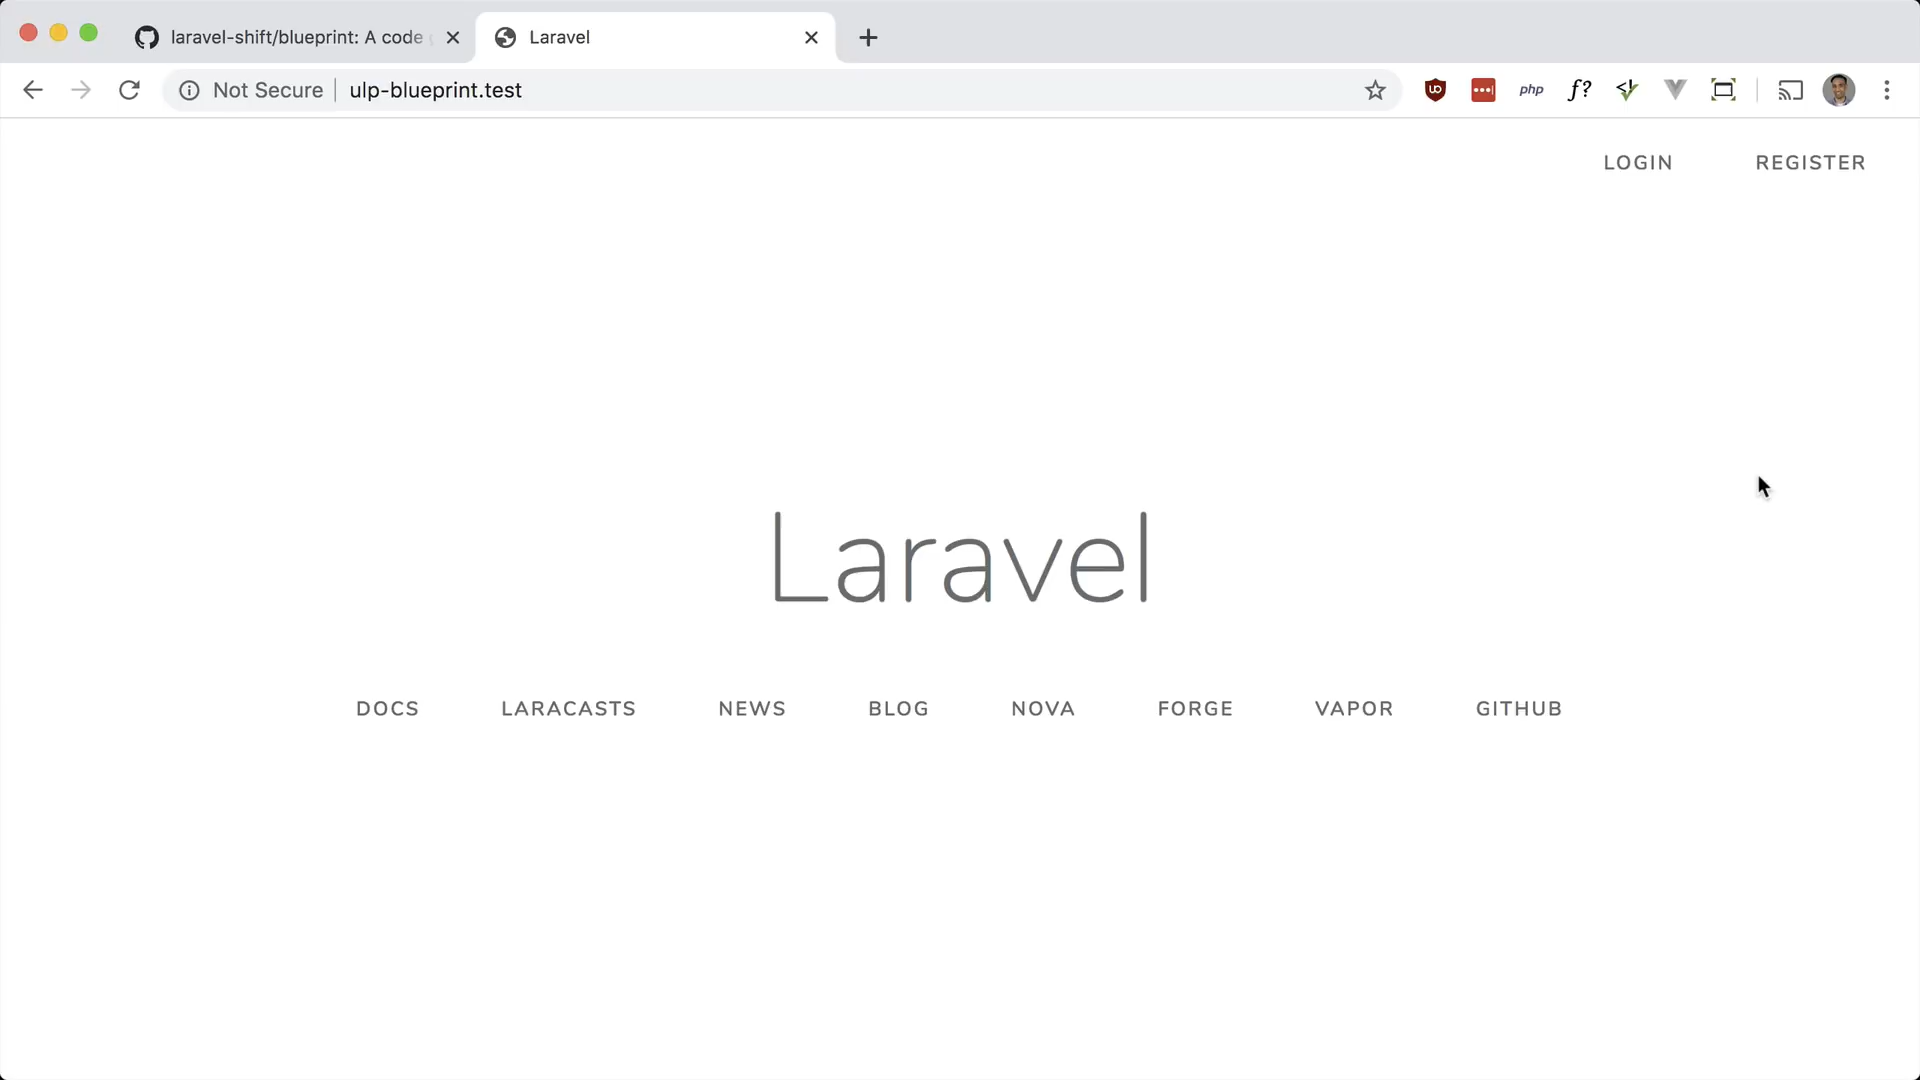 laravel-shift/blueprint: A code
Laravel
Not Secure
ulp-blueprint.test
php
f?
LOGIN
REGISTER
Laravel
DOCS
LARACASTS
NEWS
BLOG
NOVA
FORGE
VAPOR
GITHUB